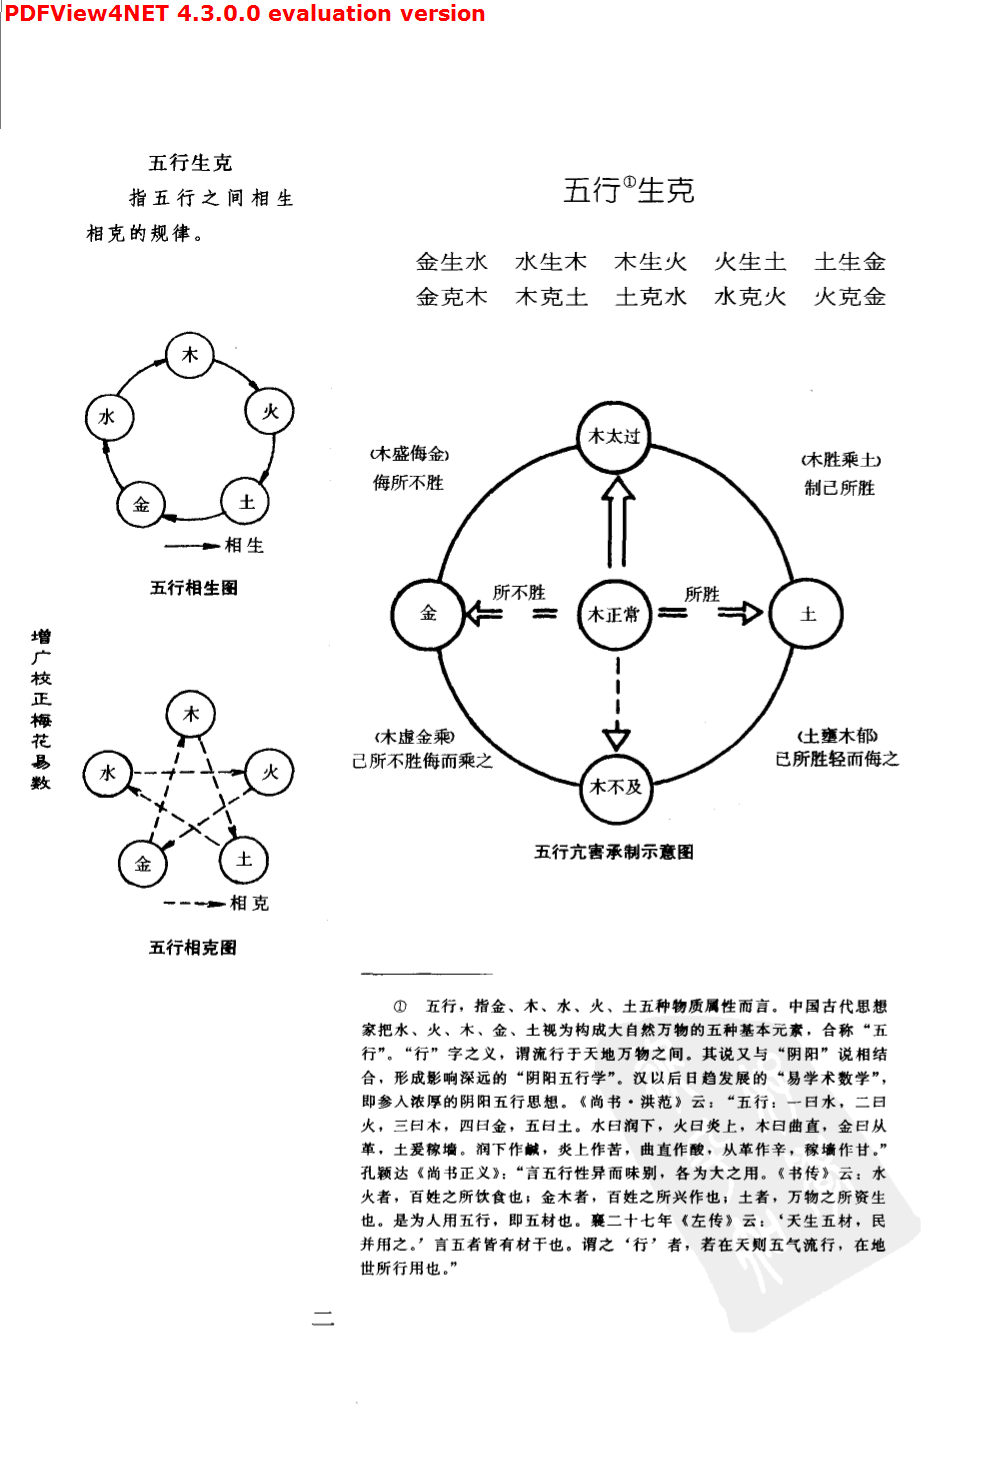 PDFView4NET 4.3.0.0 evaluation version
五行生克
指五行之间相生
相克的规律。
木
水
火
金
土
相生
五行相生图
增广校正梅花易数
木
水
火
金
土
相克
五行相克图
五行①生克
金生水 水生木 木生火 火生土 土生金
金克木 木克土 土克水 水克火 火克金
木太过
(木盛侮金)
侮所不胜
(木胜乘土)
制己所胜
所不胜
所胜
金
木正常
土
(木虚金乘)
己所不胜侮而乘之
(土壅木郁)
已所胜轻而侮之
木不及
五行亢害承制示意图
① 五行，指金、木、水、火、土五种物质属性而言。中国古代思想
家把水、火、木、金、土视为构成大自然万物的五种基本元素，合称“五
行”。“行”字之义，谓流行于天地万物之间。其说又与“阴阳”说相结
合，形成影响深远的“阴阳五行学”。汉以后日趋发展的“易学术数学”，
即参入浓厚的阴阳五行思想。《尚书·洪范》云：“五行：一曰水，二曰
火，三曰木，四曰金，五曰土。水曰润下，火曰炎上，木曰曲直，金曰从
革，土爰稼墙。润下作鹹，炎上作苦，曲直作酸，从革作辛，稼墙作甘。”
孔颖达《尚书正义》：“言五行性异而味别，各为大之用。《书传》云：水
火者，百姓之所饮食也；金木者，百姓之所兴作也；土者，万物之所资生
也。是为人用五行，即五材也。襄二十七年《左传》云：‘天生五材，民
并用之。’言五者皆有材干也。谓之‘行’者，若在天则五气流行，在地
世所行用也。”
二